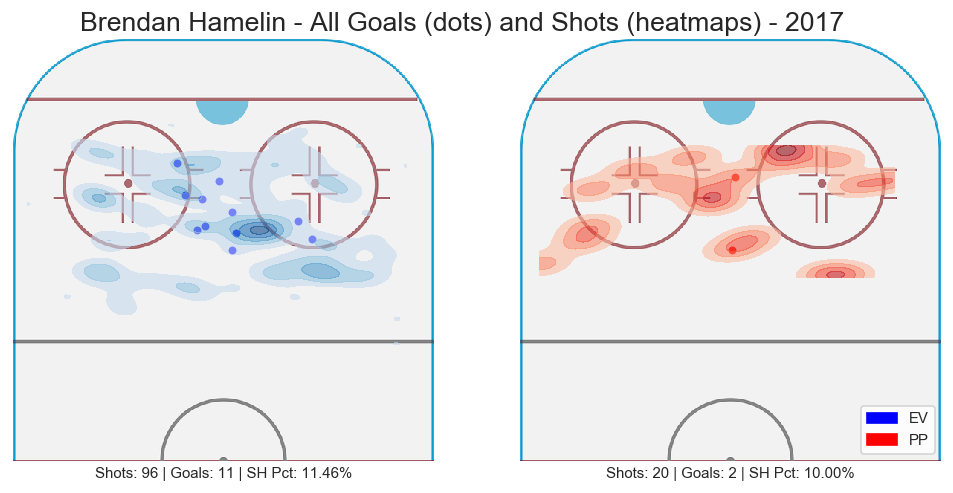 Brendan Hamelin - All Goals (dots) and Shots (heatmaps) - 2017
EV
PP
Shots: 96 | Goals: 11 | SH Pct: 11.46%
Shots: 20 | Goals: 2 | SH Pct: 10.00%